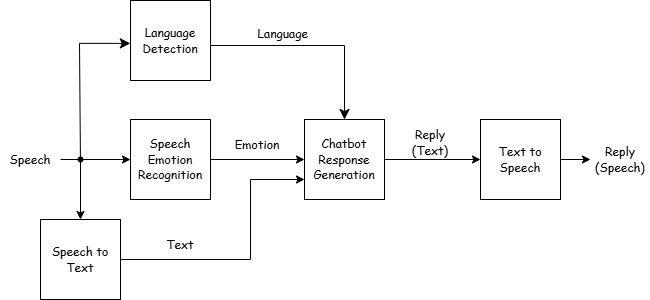 Language
Detection
Language
Speech
Speech
Emotion
Recognition
Emotion
Chatbot
Response
Generation
Reply
(Text)
Text to
Speech
Reply
(Speech)
Speech to
Text
Text